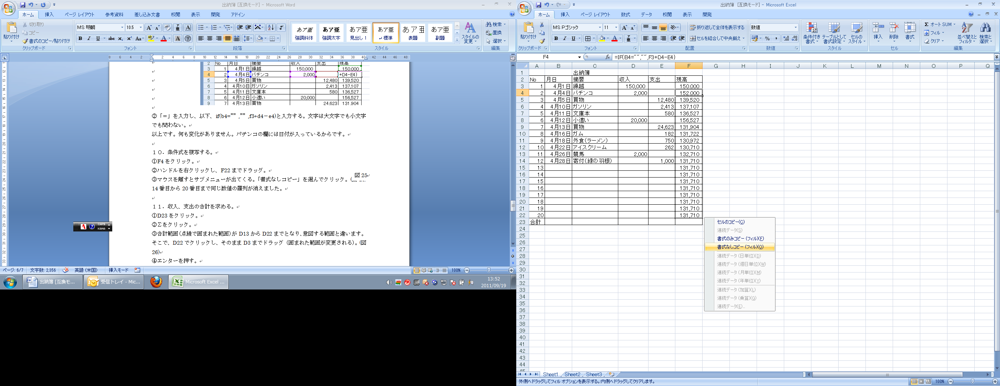 出納簿 [互換モード] - Microsoft Word
ホーム 挿入 ページ レイアウト 参考資料 差し込み文書 校閲 表示 開発 アドイン
貼り付け 切り取り コピー 書式のコピー/貼り付け
MS 明朝 10.5
強調斜体 強調太字 見出し 1 標準 表題 副題 スタイルの変更
検索 置換 選択
クリップボード フォント 段落 スタイル 編集
2 No 月日 摘要 収入 支出 残高
3 1 4月1日 繰越 150,000 150,000
4 2 4月4日 パチンコ 2,000 +D4-E4)
5 3 4月5日 買物 12,480 139,520
6 4 4月10日 ガソリン 2,413 137,107
7 5 4月11日 文庫本 580 136,527
8 6 4月12日 小遣い 20,000 156,527
9 7 4月13日 買物 24,623 131,904
②「＝」を入力し、以下、if(b4=”” ,”” ,f3+d4－e4)と入力する。文字は大文字でも小文字
でも問わない。
以上です。何も変化がありません。パチンコの欄には日付が入っているからです。
１０．条件式を複写する。
①F4 をクリック。
②ハンドルを右クリックし、F22 までドラッグ。
図 25
③マウスを離すとサブメニューが出てくる。「書式なしコピー」を選んでクリック。(
14 番目から 20 番目まで同じ数値の羅列が消えました。
１１．収入、支出の合計を求める。
①D23 をクリック。
②Σをクリック。
③合計範囲（点線で囲まれた範囲）が D13 から D22 までとなり、意図する範囲と違います。
そこで、D22 でクリックし、そのまま D3 までドラッグ（囲まれた範囲が変更される）。(図
26)
④エンターを押す。
CAPS
KANA
ページ: 6/7 文字数: 2,356 英語 (米国) 挿入モード 100%
出納簿 [互換モ... 受信トレイ - Mic... Microsoft Excel ...
13:52
2011/09/19
出納簿 [互換モード] - Microsoft Excel
ホーム 挿入 ページ レイアウト 数式 データ 校閲 表示 開発
貼り付け MS Pゴシック 11
折り返して全体を表示する
セルを結合して中央揃え
数値
条件付き書式 テーブルとして書式設定 セルのスタイル
挿入 削除 書式
Σ オート SUM フィル クリア 並べ替えとフィルタ 検索と選択
クリップボード フォント 配置 数値 スタイル セル 編集
F4 fx =IF(B4="","",F3+D4-E4)
A B C D E F G H I J K L M N O P Q
1 出納簿
2 No 月日 摘要 収入 支出 残高
3 1 4月1日 繰越 150,000 150,000
4 2 4月4日 パチンコ 2,000 152,000
5 3 4月5日 買物 12,480 139,520
6 4 4月10日 ガソリン 2,413 137,107
7 5 4月11日 文庫本 580 136,527
8 6 4月12日 小遣い 20,000 156,527
9 7 4月13日 買物 24,623 131,904
10 8 4月16日 ガム 182 131,722
11 9 4月18日 外食(ラーメン) 750 130,972
12 10 4月22日 アイスクリーム 262 130,710
13 11 4月26日 競馬 2,000 132,710
14 12 4月28日 寄付(緑の羽根) 1,000 131,710
15 13 131,710
16 14 131,710
17 15 131,710
18 16 131,710
19 17 131,710
20 18 131,710
21 19 131,710
22 20 131,710
23 合計
24
25
26
27
28
29
30
31
32
33
34
35
36
37
38
39
40
41
42
43
44
45
セルのコピー(C)
連続データ(S)
書式のみコピー (フィル)(F)
書式なしコピー (フィル)(O)
連続データ (日単位)(D)
連続データ (週日単位)(W)
連続データ (月単位)(M)
連続データ (年単位)(Y)
連続データ (加算)(L)
連続データ (乗算)(G)
連続データ(E)...
Sheet1 Sheet2 Sheet3
外側へドラッグしてフィル オプションを表示する。内側へドラッグしてクリアします。 100%